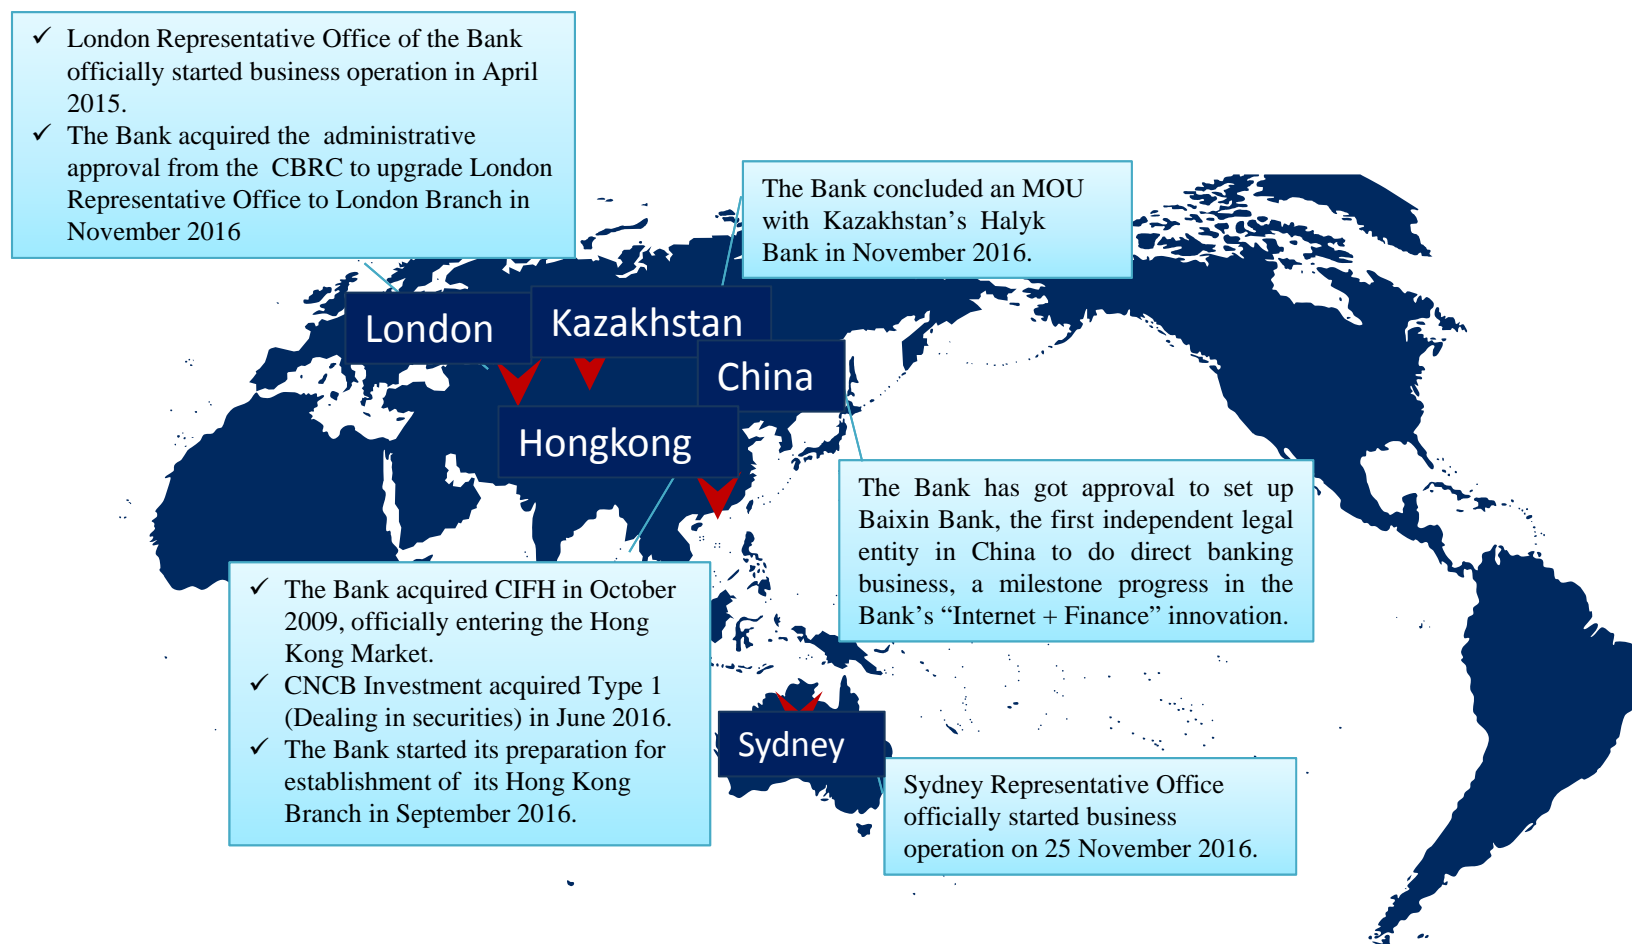 ✓ London Representative Office of the Bank
officially started business operation in April
2015.
✓ The Bank acquired the administrative
approval from the CBRC to upgrade London
Representative Office to London Branch in
November 2016
The Bank concluded an MOU
with Kazakhstan’s Halyk
Bank in November 2016.
London
Kazakhstan
China
Hongkong
The Bank has got approval to set up
Baixin Bank, the first independent legal
entity in China to do direct banking
business, a milestone progress in the
Bank’s “Internet + Finance” innovation.
✓ The Bank acquired CIFH in October
2009, officially entering the Hong
Kong Market.
✓ CNCB Investment acquired Type 1
(Dealing in securities) in June 2016.
✓ The Bank started its preparation for
establishment of its Hong Kong
Branch in September 2016.
Sydney
Sydney Representative Office
officially started business
operation on 25 November 2016.